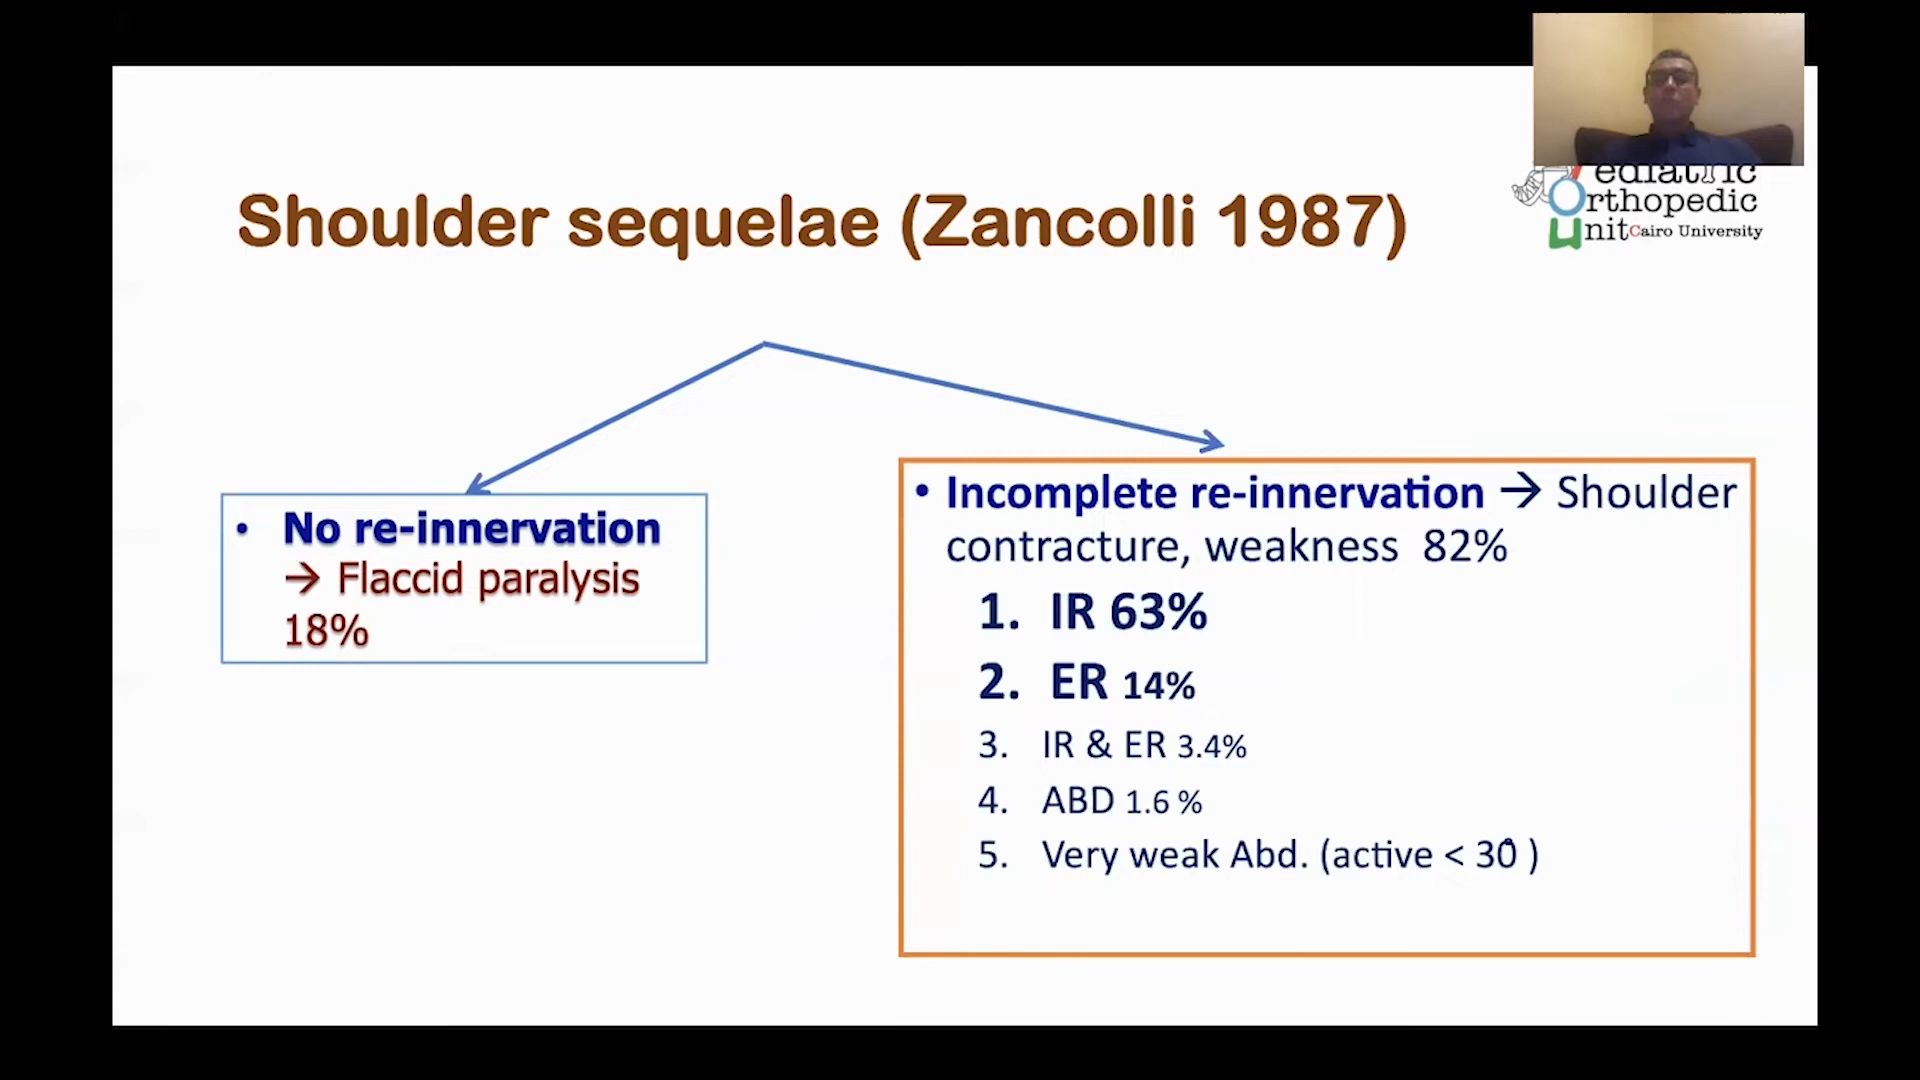 ediatric
Orthopedic
UnitCairo University
Shoulder sequelae (Zancolli 1987)
• No re-innervation
→ Flaccid paralysis
18%
• Incomplete re-innervation → Shoulder
contracture, weakness 82%
1. IR 63%
2. ER 14%
3. IR & ER 3.4%
4. ABD 1.6 %
5. Very weak Abd. (active < 30° )